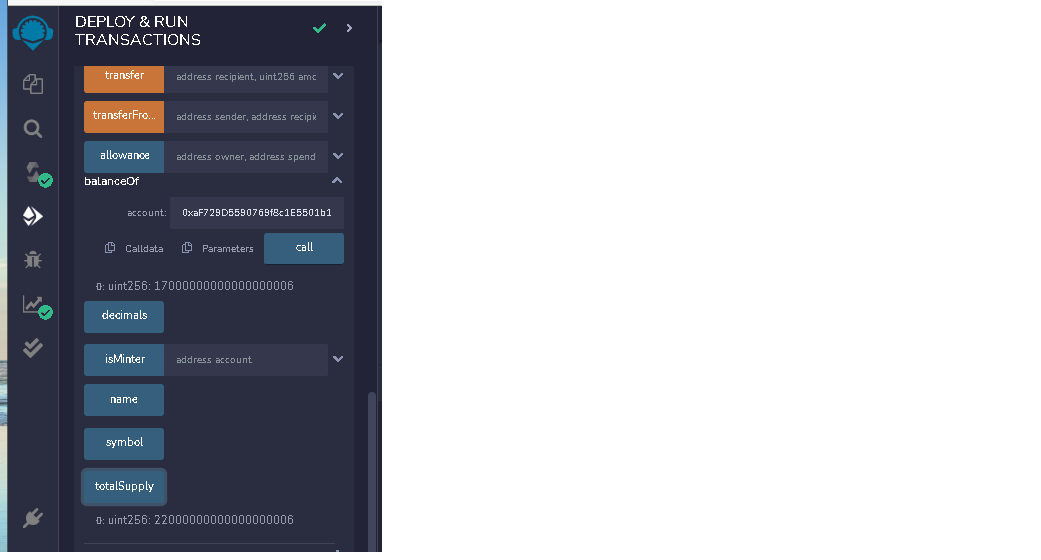 DEPLOY & RUN
TRANSACTIONS
transfer address recipient, uint256 amc
transferFro... address sender, address recipie
allowance address owner, address spend
balanceOf
account: 0xaF729D5590769f8c1E5501b1
Calldata Parameters call
0: uint256: 17000000000000000006
decimals
isMinter address account
name
symbol
totalSupply
0: uint256: 22000000000000000006